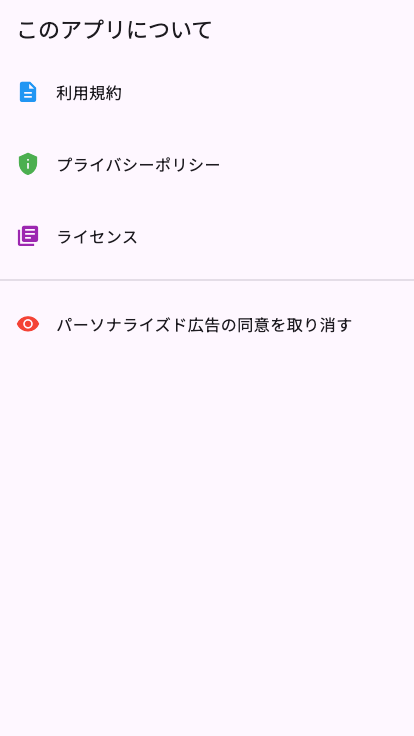 このアプリについて
利用規約
プライバシーポリシー
ライセンス
パーソナライズド広告の同意を取り消す